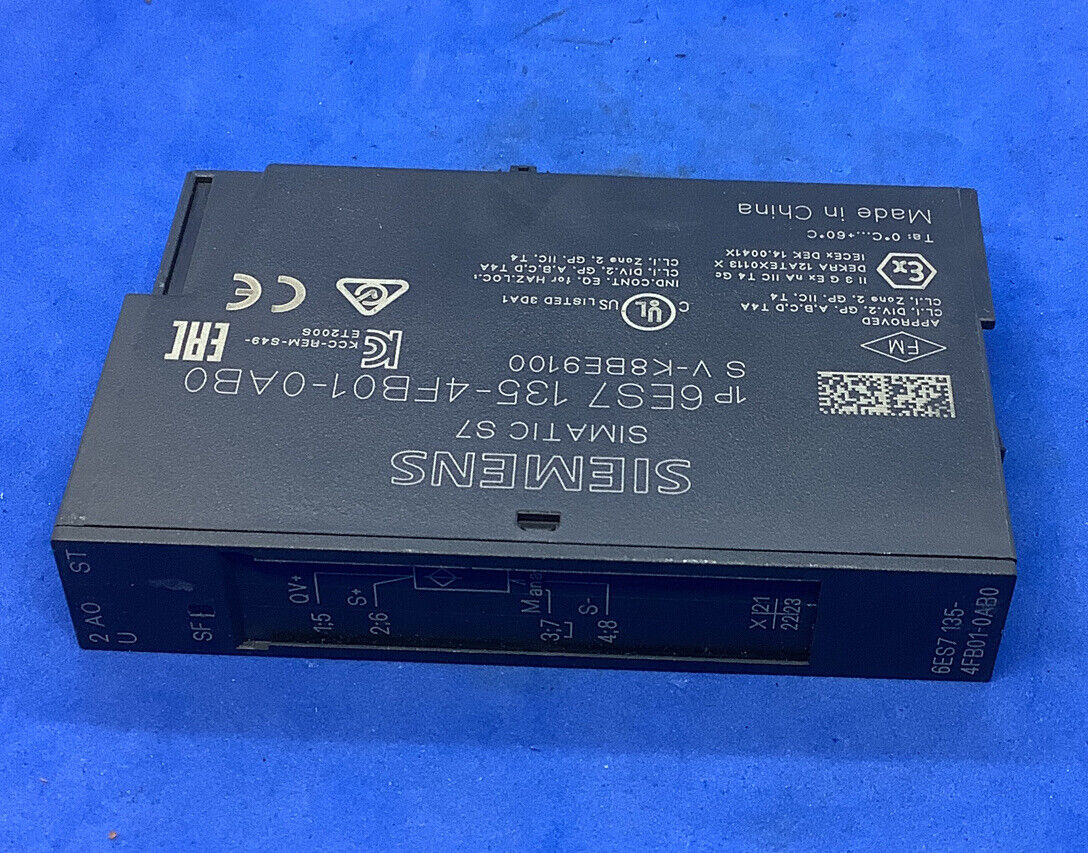 SIEMENS
SIMATIC S7
1P 6ES7 135-4FB01-0AB0
S V-K8BE9100
FM
APPROVED
CL.I, DIV.2, GP. A,B,C,D T4A
CL.I, Zone 2, GP. IIC, T4
Ex
II 3 G Ex nA IIC T4 Gc
DEKRA 12ATEX0113 X
IECEx DEK 14.0041X
Ta: 0°C...+60°C
Made in China
C UL US LISTED 3DA1
IND.CONT. EQ. for HAZ.LOC.
CL.I, DIV.2, GP. A,B,C,D T4A
CL.I, Zone 2, GP. IIC, T4
KCC-REM-S49-
ET200S
EAC
CE
2 AO
U
ST
SF
1;5
QV+
2;6
S+
3;7
Mana
4;8
S-
X|2|1
22|23
6ES7 135-
4FB01-0AB0